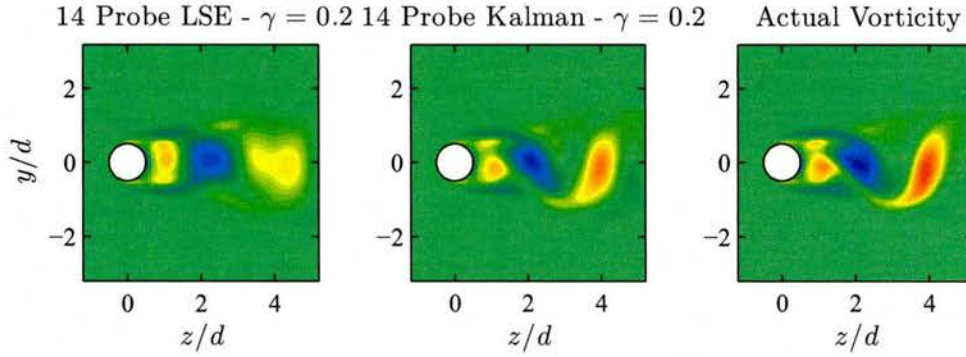 14 Probe LSE - γ = 0.2 14 Probe Kalman - γ = 0.2 Actual Vorticity
2 2 2
y/d 0 0 0
−2 −2 −2
0 2 4 0 2 4 0 2 4
z/d z/d z/d